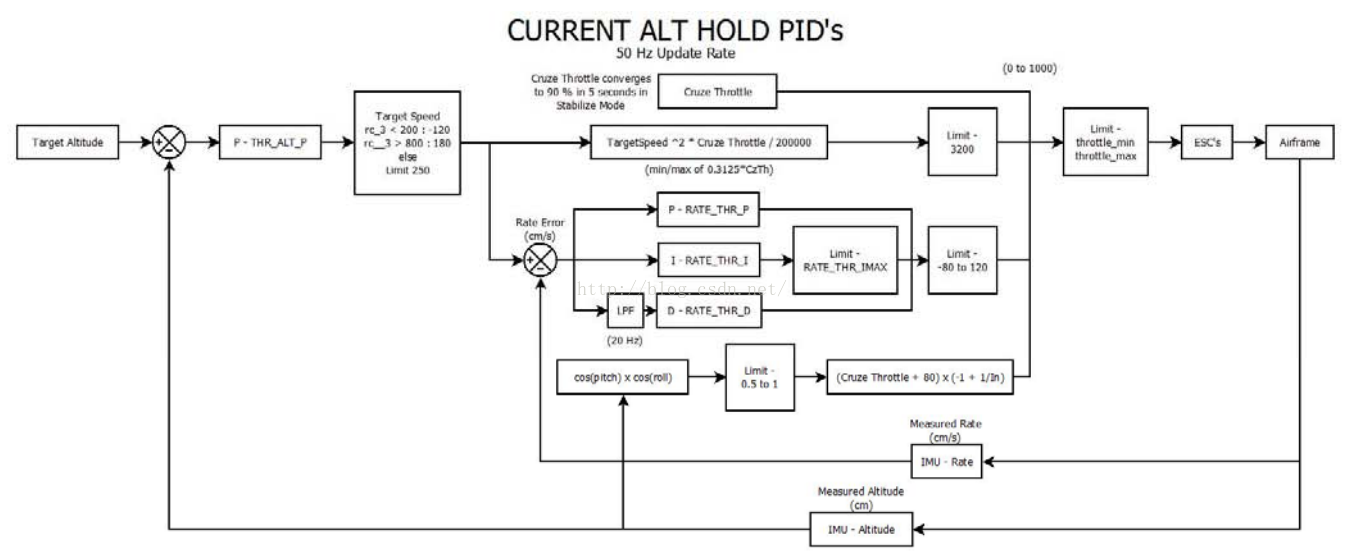 CURRENT ALT HOLD PID's
50 Hz Update Rate
Cruze Throttle converges
to 90 % in 5 seconds in
Stabilize Mode
Cruze Throttle
(0 to 1000)
Target Altitude
P - THR_ALT_P
Target Speed
rc_3 < 200 : -120
rc__3 > 800 : 180
else
Limit 250
TargetSpeed ^2 * Cruze Throttle / 200000
(min/max of 0.3125*CzTh)
Limit -
3200
Limit -
throttle_min
throttle_max
ESC's
Airframe
Rate Error
(cm/s)
P - RATE_THR_P
I - RATE_THR_I
Limit -
RATE_THR_IMAX
Limit -
-80 to 120
http://blog.csdn.net/
LPF
(20 Hz)
D - RATE_THR_D
cos(pitch) x cos(roll)
Limit -
0.5 to 1
(Cruze Throttle + 80) x (-1 + 1/In)
Measured Rate
(cm/s)
IMU - Rate
Measured Altitude
(cm)
IMU - Altitude